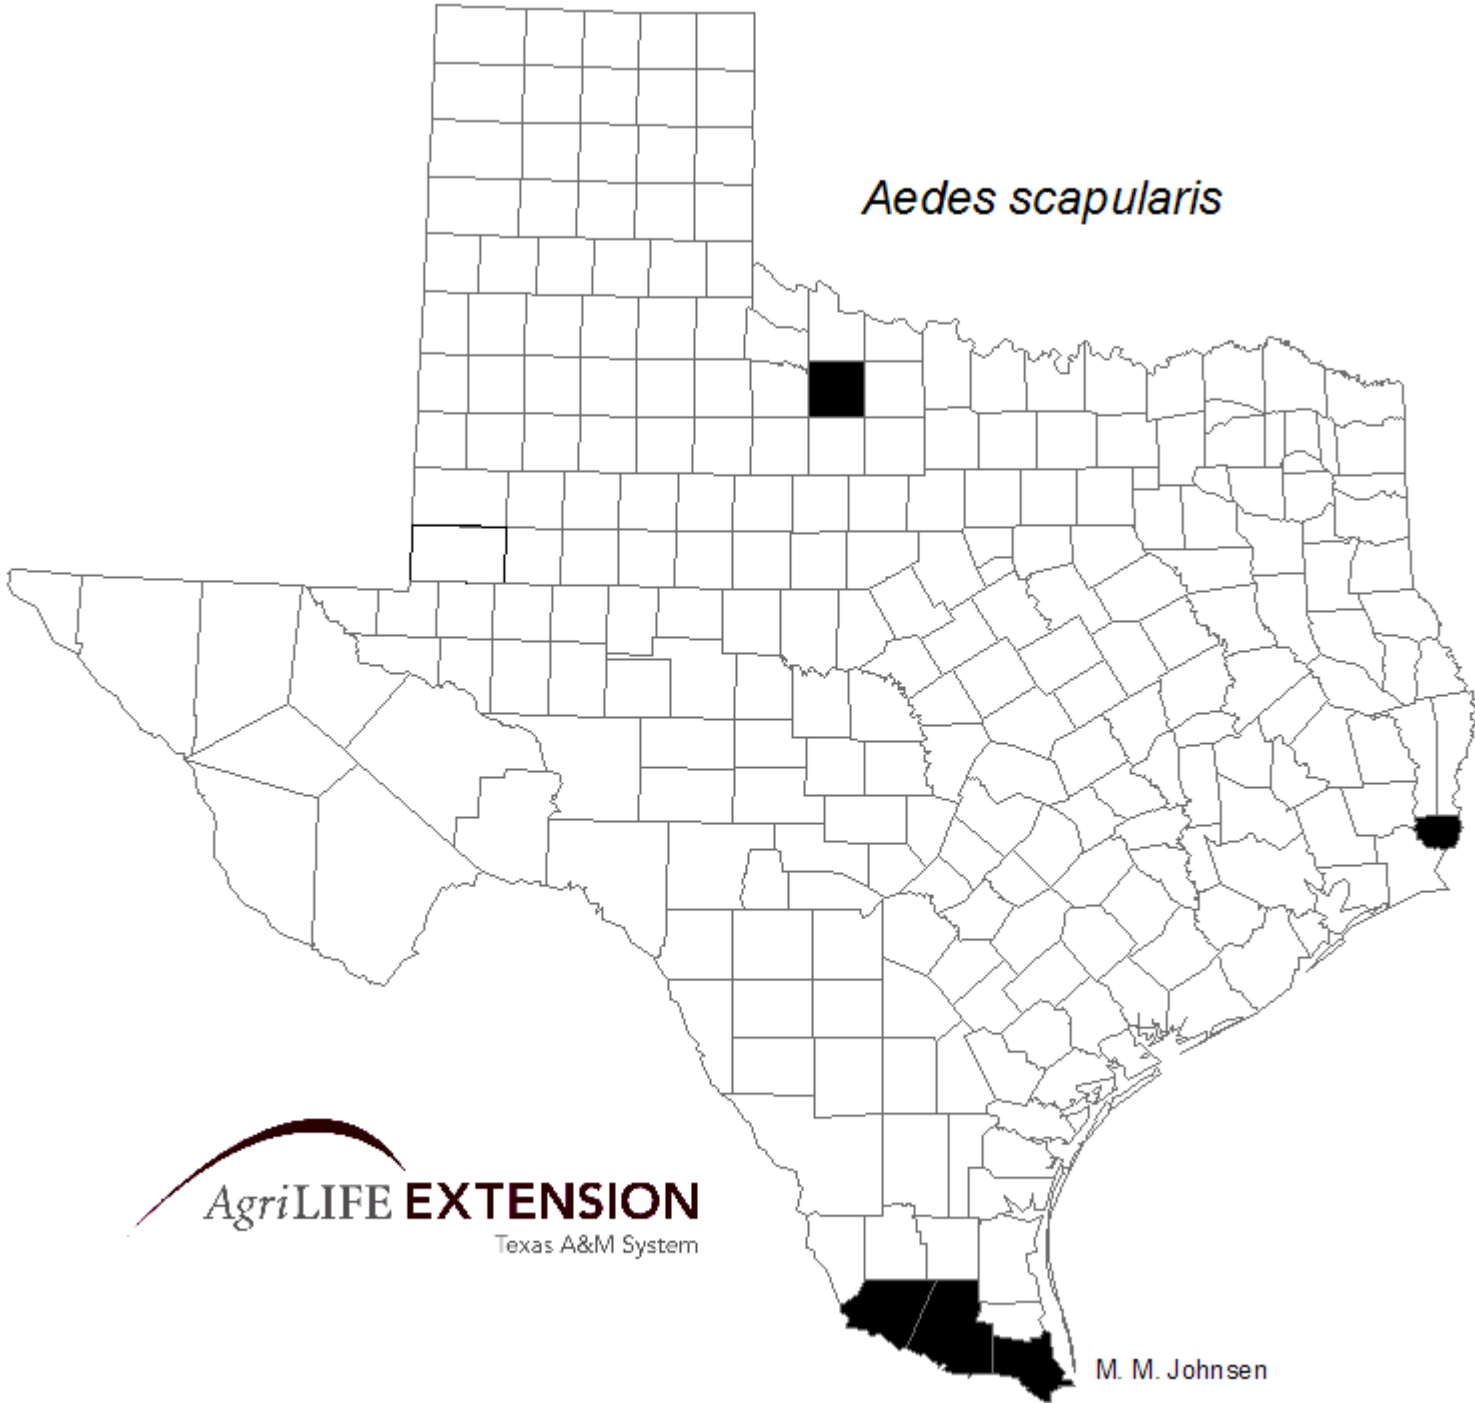 Aedes scapularis
AgriLIFE EXTENSION
Texas A&M System
M. M. Johnsen